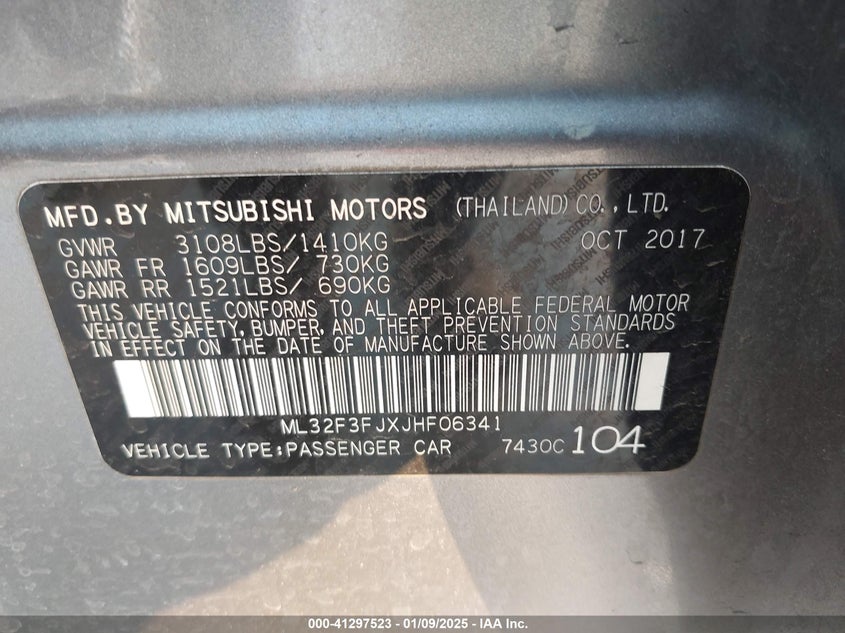 MFD.BY MITSUBISHI MOTORS (THAILAND)CO.,LTD.
GVWR 3108LBS/1410KG OCT 2017
GAWR FR 1609LBS/ 730KG
GAWR RR 1521LBS/ 690KG
THIS VEHICLE CONFORMS TO ALL APPLICABLE FEDERAL MOTOR
VEHICLE SAFETY, BUMPER, AND THEFT PREVENTION STANDARDS
IN EFFECT ON THE DATE OF MANUFACTURE SHOWN ABOVE.
ML32F3FJXJHF06341
VEHICLE TYPE:PASSENGER CAR 7430C 104
000-41297523 - 01/09/2025 - IAA Inc.